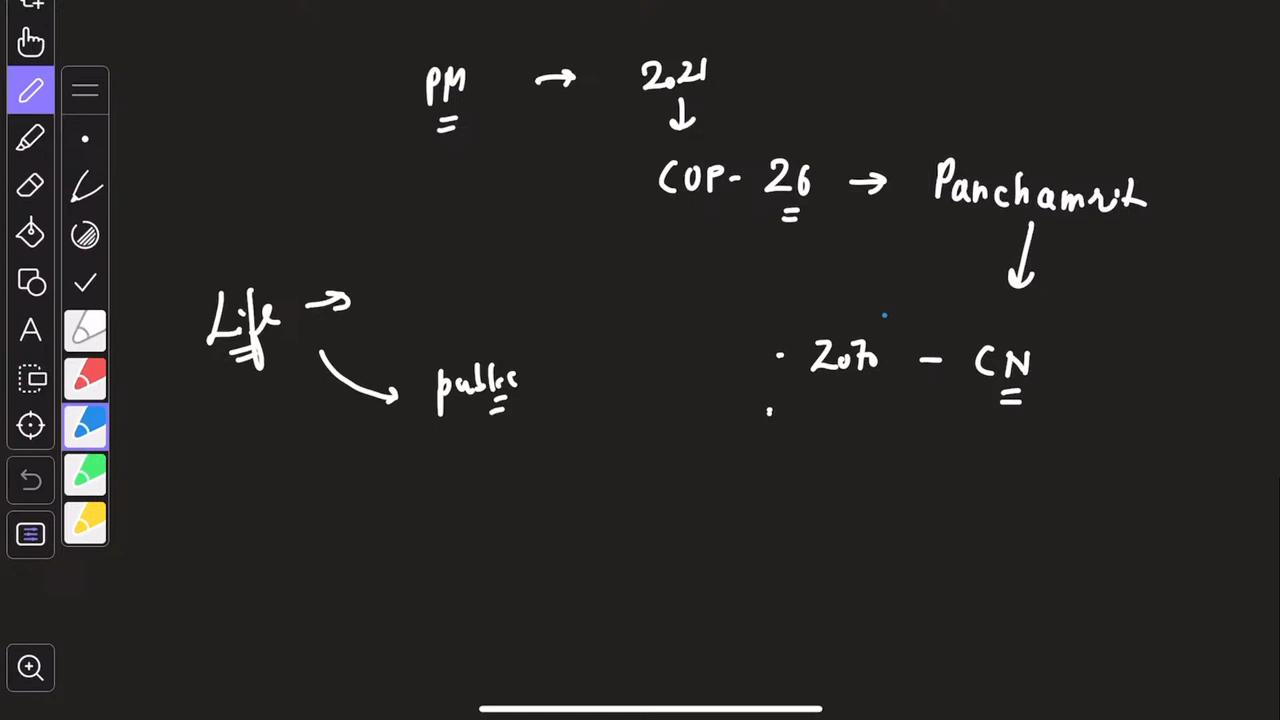 PM → 2021
↓
COP-26 → Panchamrit
↓
Life →
→ public
· 2070 - CN
·